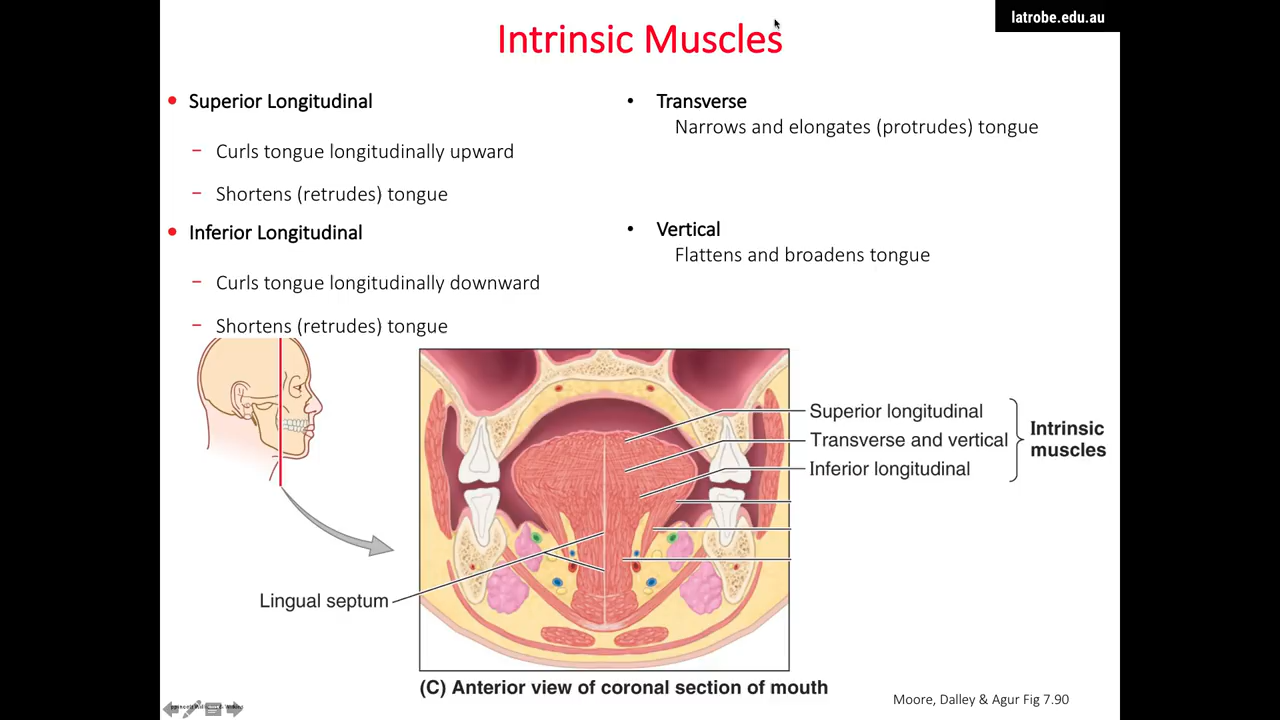 latrobe.edu.au
Intrinsic Muscles
• Superior Longitudinal
– Curls tongue longitudinally upward
– Shortens (retrudes) tongue
• Inferior Longitudinal
– Curls tongue longitudinally downward
– Shortens (retrudes) tongue
• Transverse
Narrows and elongates (protrudes) tongue
• Vertical
Flattens and broadens tongue
Superior longitudinal
Transverse and vertical
Inferior longitudinal
Intrinsic
muscles
Lingual septum
(C) Anterior view of coronal section of mouth
Moore, Dalley & Agur Fig 7.90